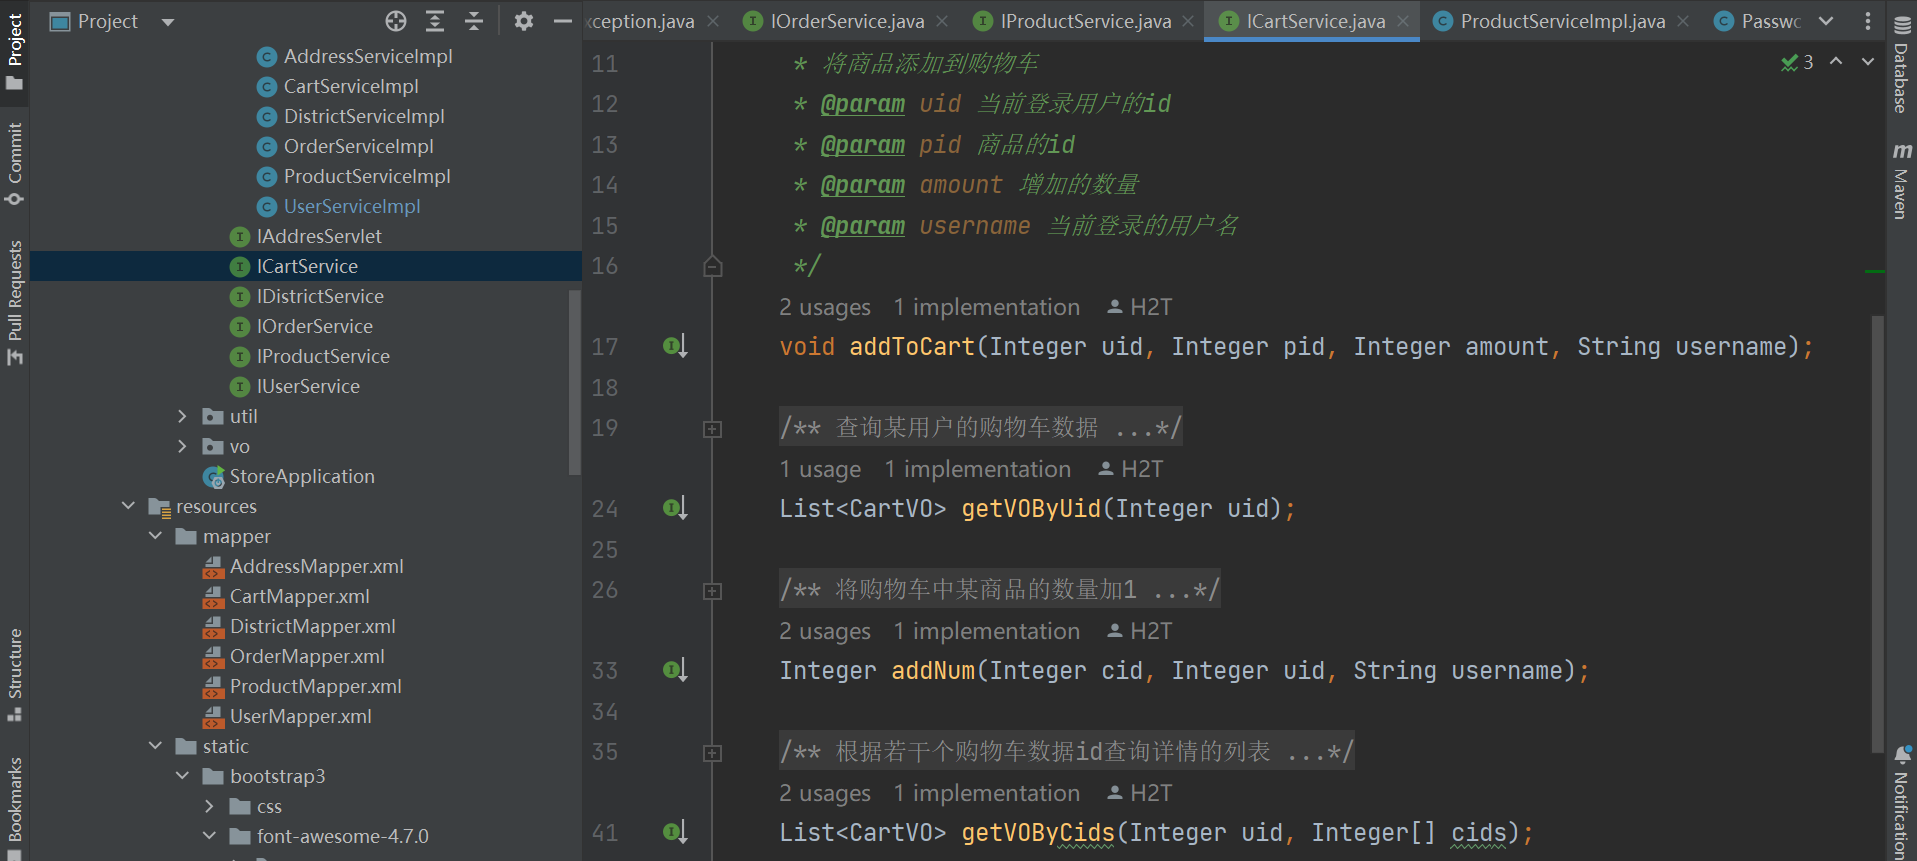 Project
ception.java
IOrderService.java
IProductService.java
ICartService.java
ProductServiceImpl.java
Passwc
Project
Commit
Pull Requests
Structure
Bookmarks
AddressServiceImpl
CartServiceImpl
DistrictServiceImpl
OrderServiceImpl
ProductServiceImpl
UserServiceImpl
IAddresServlet
ICartService
IDistrictService
IOrderService
IProductService
IUserService
util
vo
StoreApplication
resources
mapper
AddressMapper.xml
CartMapper.xml
DistrictMapper.xml
OrderMapper.xml
ProductMapper.xml
UserMapper.xml
static
bootstrap3
css
font-awesome-4.7.0
11 * 将商品添加到购物车
3
12 * @param uid 当前登录用户的id
13 * @param pid 商品的id
14 * @param amount 增加的数量
15 * @param username 当前登录的用户名
16 */
2 usages 1 implementation H2T
17 void addToCart(Integer uid, Integer pid, Integer amount, String username);
18
19 /** 查询某用户的购物车数据 ...*/
1 usage 1 implementation H2T
24 List<CartVO> getVOByUid(Integer uid);
25
26 /** 将购物车中某商品的数量加1 ...*/
2 usages 1 implementation H2T
33 Integer addNum(Integer cid, Integer uid, String username);
34
35 /** 根据若干个购物车数据id查询详情的列表 ...*/
2 usages 1 implementation H2T
41 List<CartVO> getVOByCids(Integer uid, Integer[] cids);
Database
m Maven
Notification